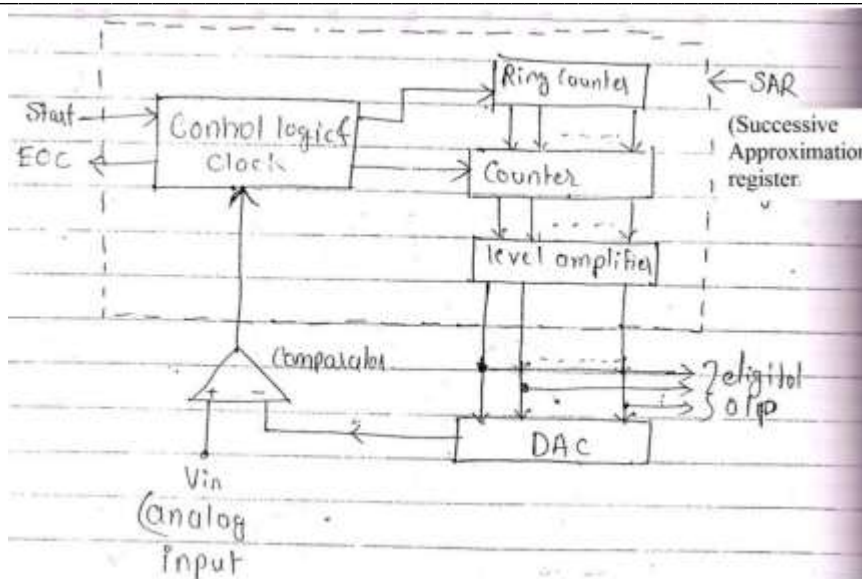 Ring Counter
SAR
(Successive
Approximation
register.
Start
EOC
Control logic &
Clock
Counter
level amplifier
Comparator
+ -
digital
o/p
DAC
Vin
(analog
input